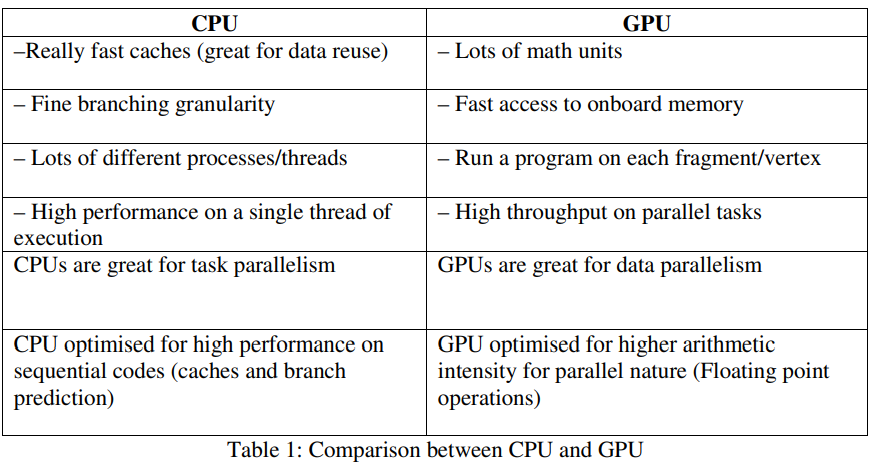 CPU GPU
–Really fast caches (great for data reuse) – Lots of math units
– Fine branching granularity – Fast access to onboard memory
– Lots of different processes/threads – Run a program on each fragment/vertex
– High performance on a single thread of
execution
– High throughput on parallel tasks
CPUs are great for task parallelism GPUs are great for data parallelism
CPU optimised for high performance on
sequential codes (caches and branch
prediction)
GPU optimised for higher arithmetic
intensity for parallel nature (Floating point
operations)
Table 1: Comparison between CPU and GPU